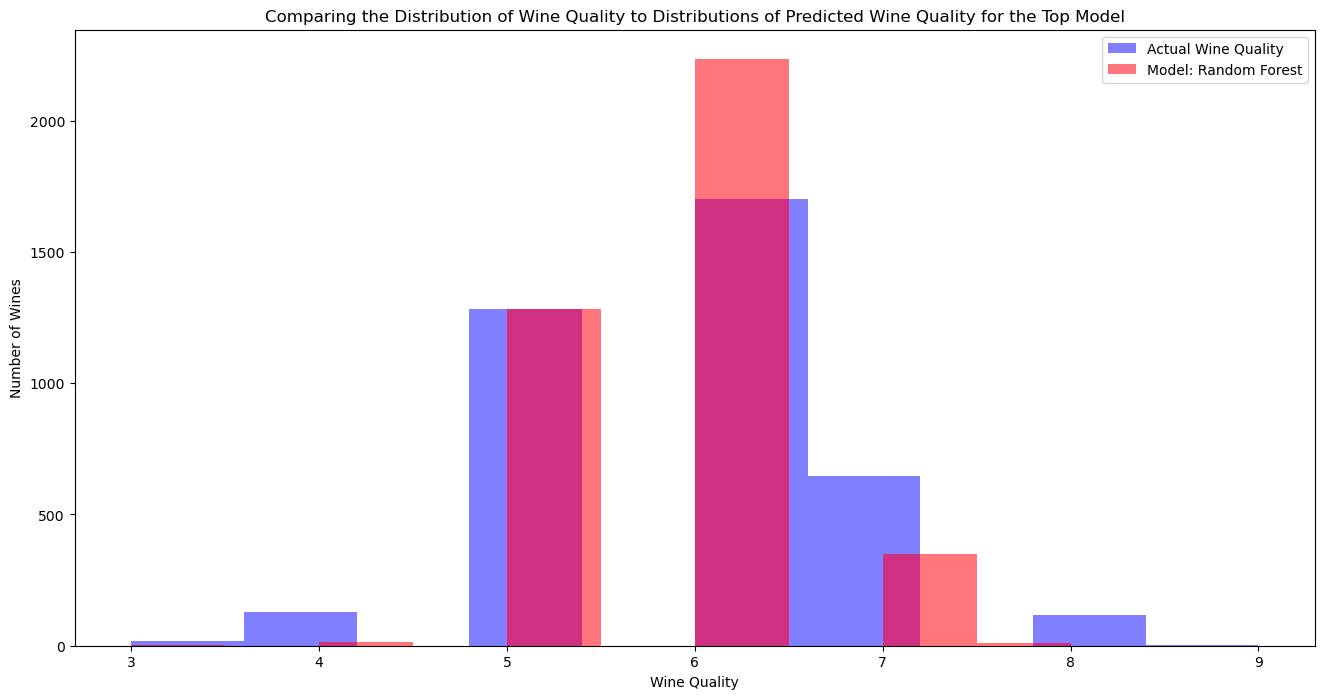 Comparing the Distribution of Wine Quality to Distributions of Predicted Wine Quality for the Top Model
Actual Wine Quality
Model: Random Forest
2000
1500
1000
500
0
Number of Wines
3 4 5 6 7 8 9
Wine Quality